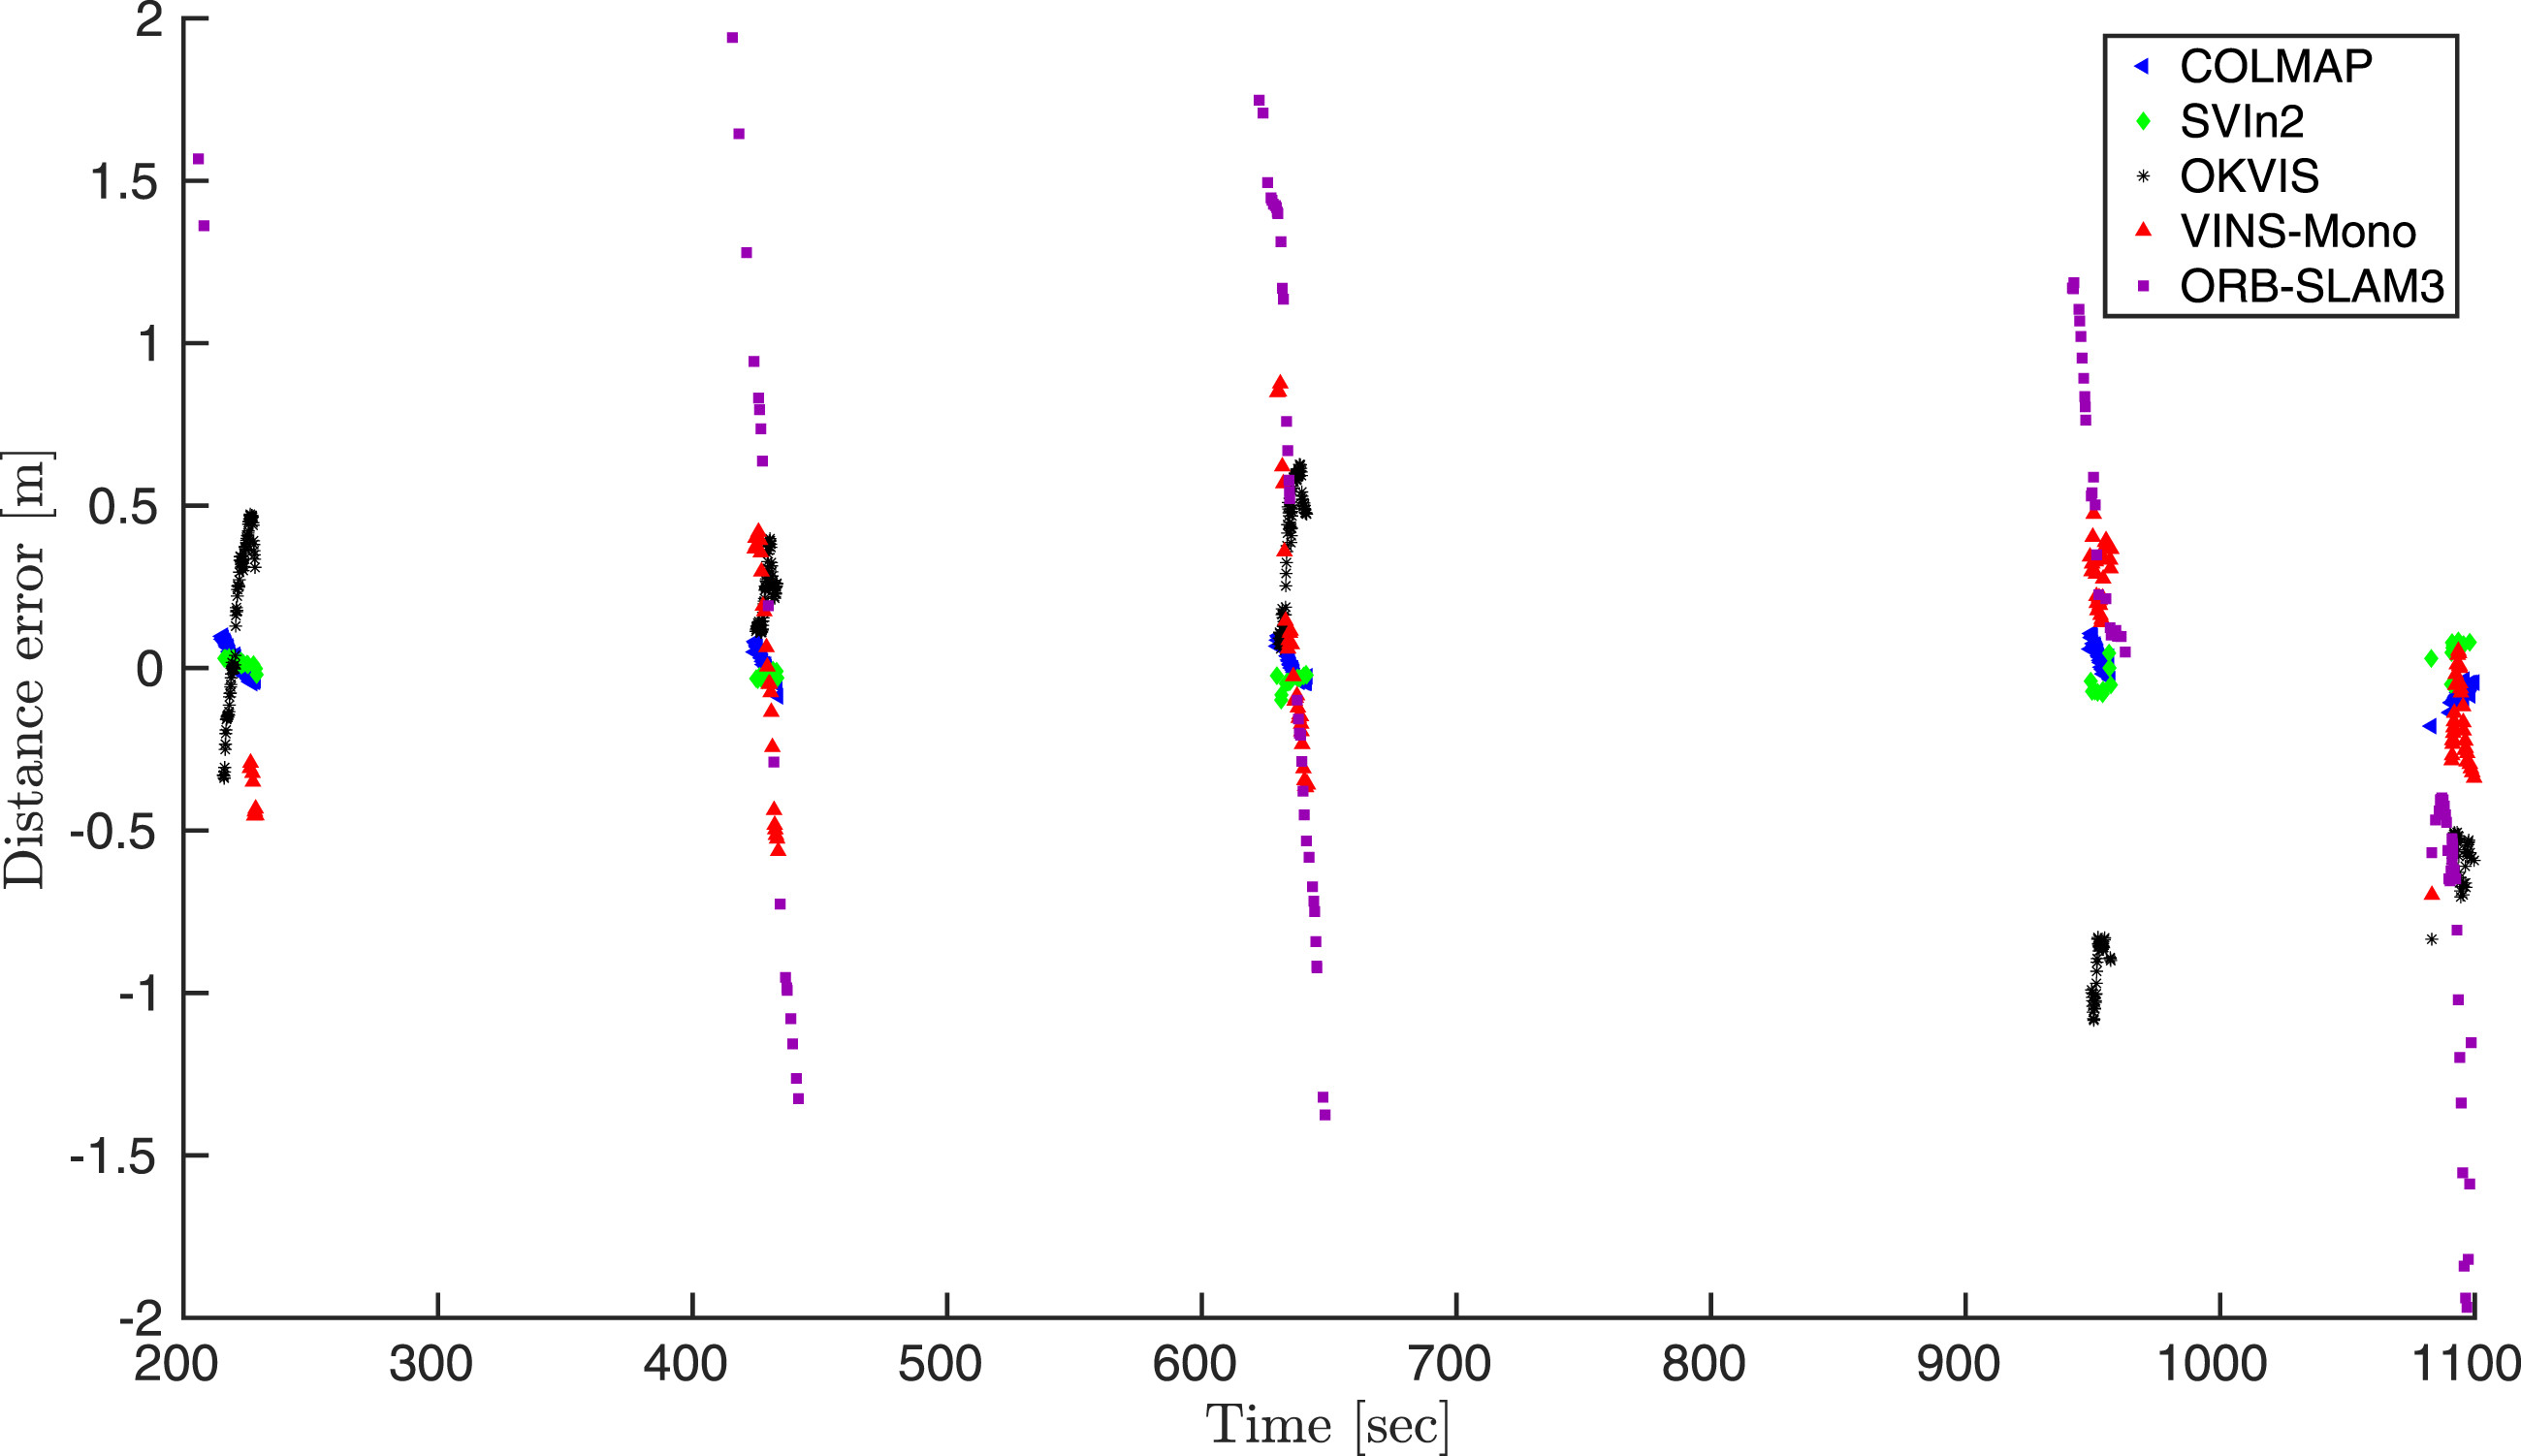 2
1.5
1
0.5
0
-0.5
-1
-1.5
-2
Distance error [m]
200 300 400 500 600 700 800 900 1000 1100
Time [sec]
COLMAP
SVIn2
OKVIS
VINS-Mono
ORB-SLAM3